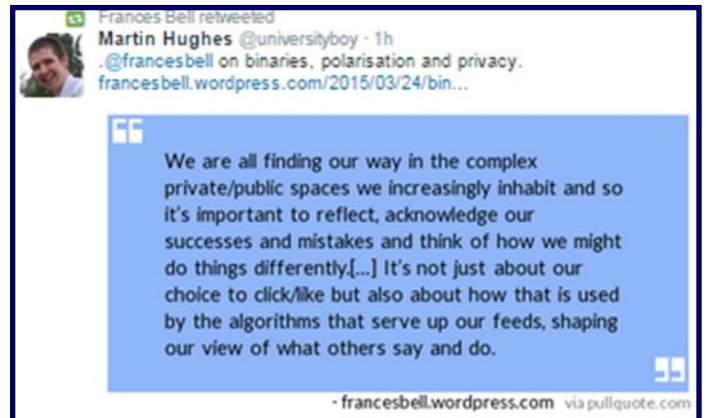 Frances Bell retweeted
Martin Hughes @universityboy · 1h
.@francesbell on binaries, polarisation and privacy.
francesbell.wordpress.com/2015/03/24/bin...
We are all finding our way in the complex
private/public spaces we increasingly inhabit and so
it's important to reflect, acknowledge our
successes and mistakes and think of how we might
do things differently.[...] It's not just about our
choice to click/like but also about how that is used
by the algorithms that serve up our feeds, shaping
our view of what others say and do.
- francesbell.wordpress.com via pullquote.com